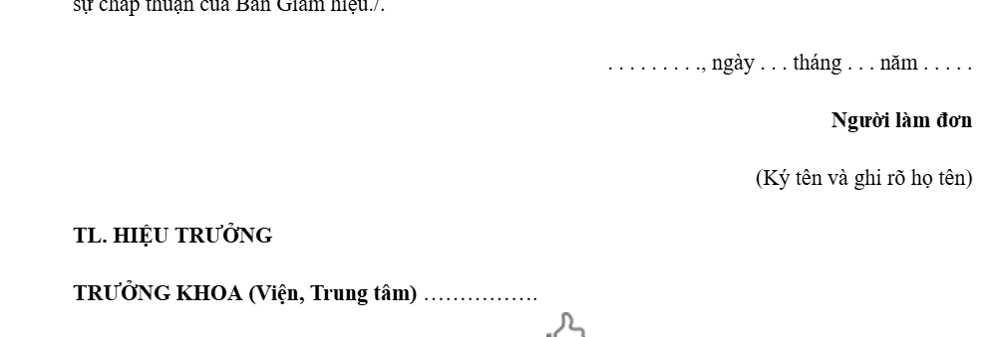 sự chấp thuận của Ban Giám hiệu./.
. . . . . . . . ., ngày . . . tháng . . . năm . . . . .
Người làm đơn
(Ký tên và ghi rõ họ tên)
TL. HIỆU TRƯỞNG
TRƯỞNG KHOA (Viện, Trung tâm) …………….